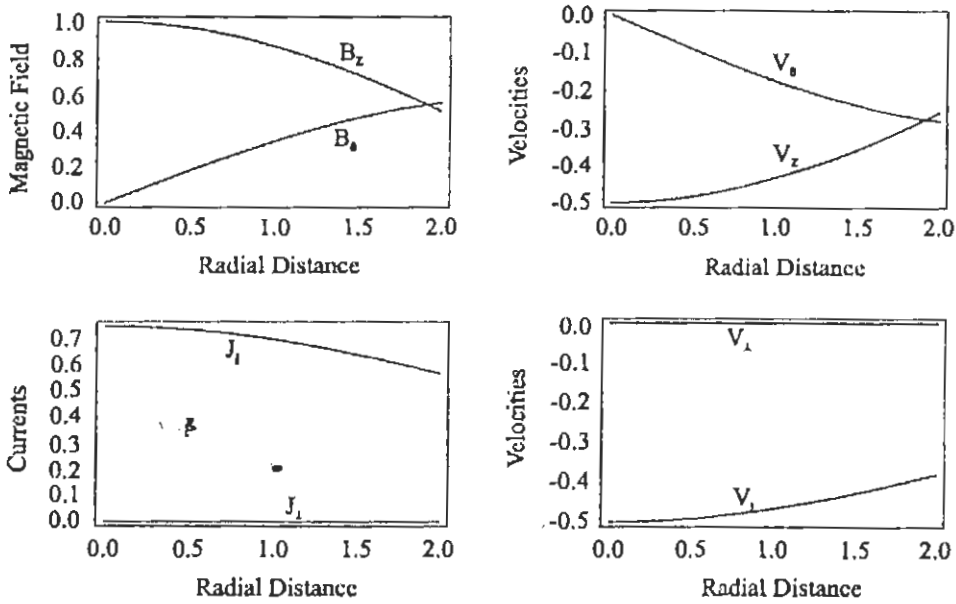 Magnetic Field
1.0
0.8
0.6
0.4
0.2
0.0
B_z
B_θ
0.0 0.5 1.0 1.5 2.0
Radial Distance
Velocities
0.0
-0.1
-0.2
-0.3
-0.4
-0.5
V_θ
V_z
0.0 0.5 1.0 1.5 2.0
Radial Distance
Currents
0.7
0.6
0.5
0.4
0.3
0.2
0.1
0.0
J_∥
J_⊥
0.0 0.5 1.0 1.5 2.0
Radial Distance
Velocities
0.0
-0.1
-0.2
-0.3
-0.4
-0.5
V_⊥
V_∥
0.0 0.5 1.0 1.5 2.0
Radial Distance